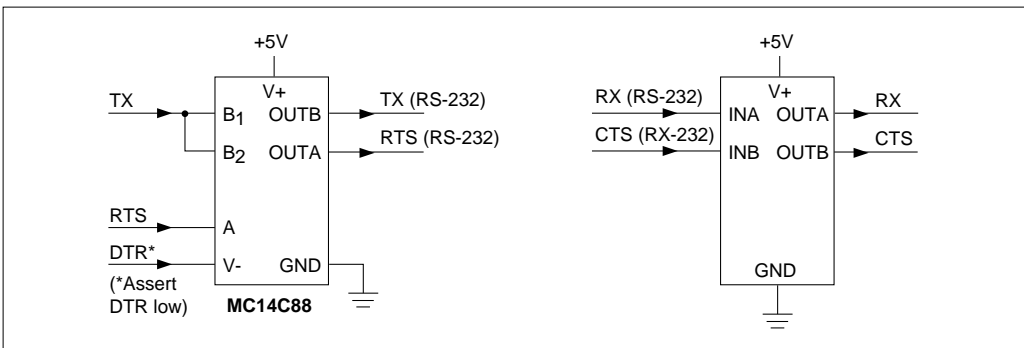 +5V
V+
TX
B1 OUTB
TX (RS-232)
B2 OUTA
RTS (RS-232)
RTS
A
DTR*
V- GND
(*Assert
DTR low)
MC14C88
+5V
V+
RX (RS-232)
INA OUTA
RX
CTS (RX-232)
INB OUTB
CTS
GND